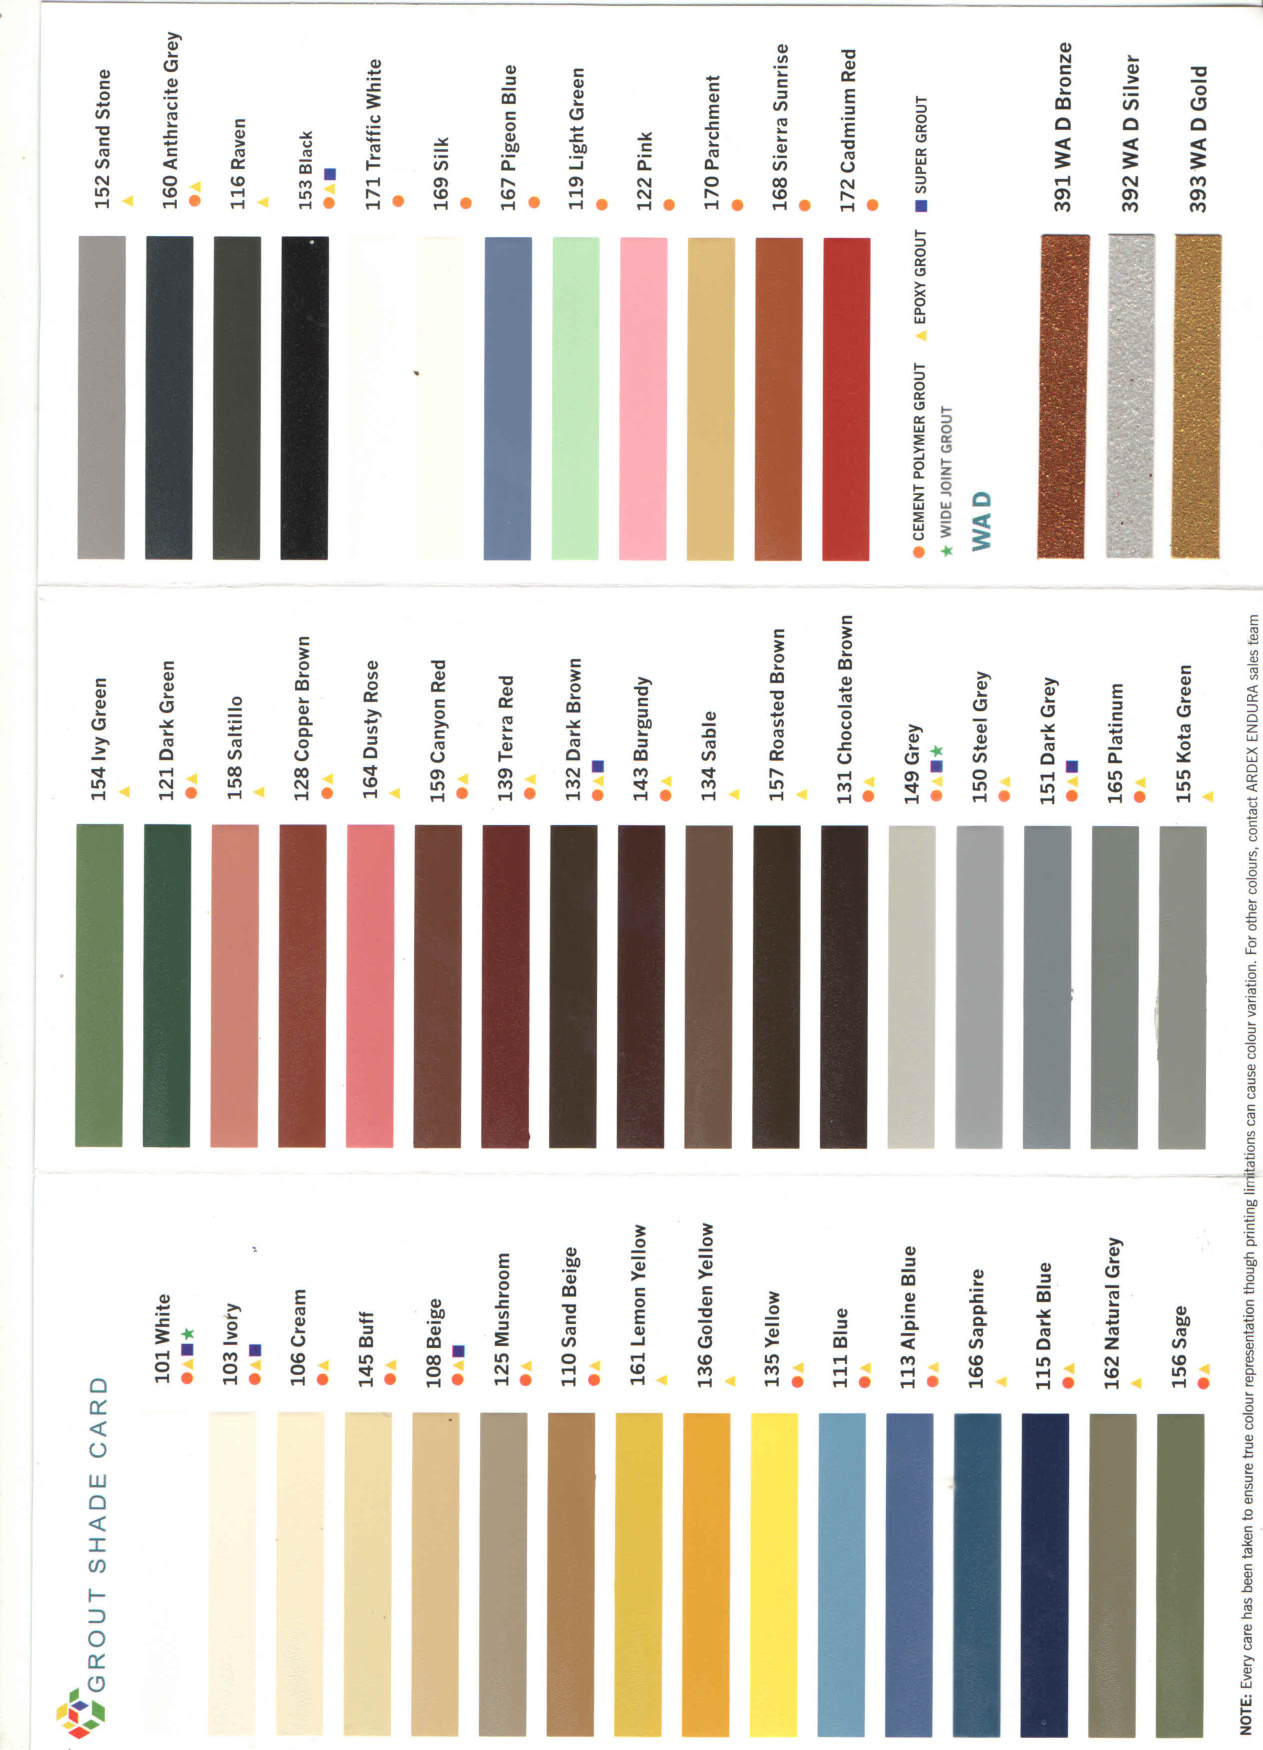 GROUT SHADE CARD
101 White
103 Ivory
106 Cream
145 Buff
108 Beige
125 Mushroom
110 Sand Beige
161 Lemon Yellow
136 Golden Yellow
135 Yellow
111 Blue
113 Alpine Blue
166 Sapphire
115 Dark Blue
162 Natural Grey
156 Sage
154 Ivy Green
121 Dark Green
158 Saltillo
128 Copper Brown
164 Dusty Rose
159 Canyon Red
139 Terra Red
132 Dark Brown
143 Burgundy
134 Sable
157 Roasted Brown
131 Chocolate Brown
149 Grey
150 Steel Grey
151 Dark Grey
165 Platinum
155 Kota Green
152 Sand Stone
160 Anthracite Grey
116 Raven
153 Black
171 Traffic White
169 Silk
167 Pigeon Blue
119 Light Green
122 Pink
170 Parchment
168 Sierra Sunrise
172 Cadmium Red
CEMENT POLYMER GROUT EPOXY GROUT SUPER GROUT
WIDE JOINT GROUT
WA D
391 WA D Bronze
392 WA D Silver
393 WA D Gold
NOTE: Every care has been taken to ensure true colour representation though printing limitations can cause colour variation. For other colours, contact ARDEX ENDURA sales team